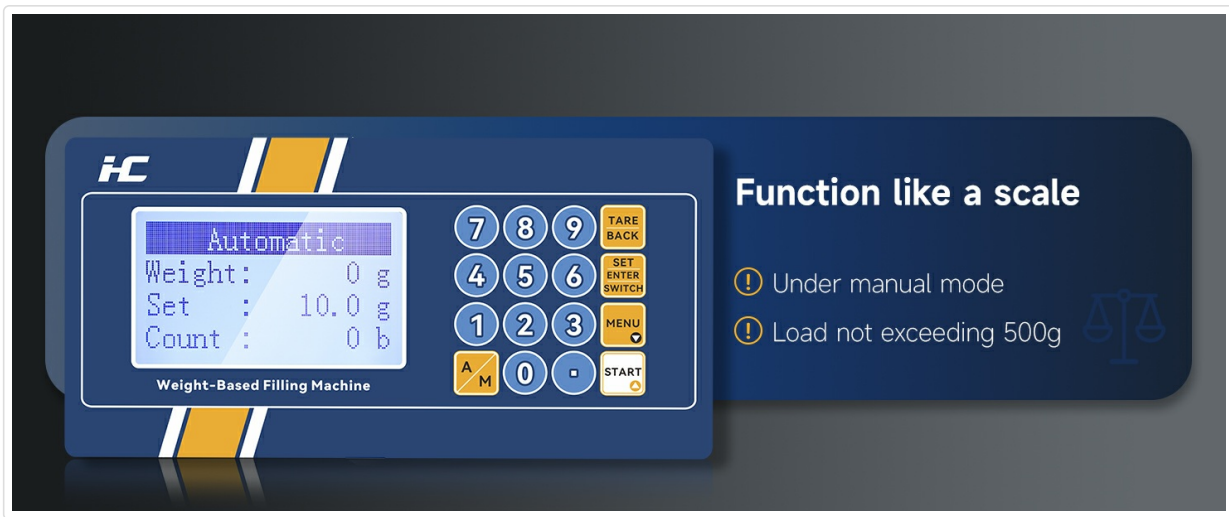 iC
Automatic
Weight: 0 g
Set : 10.0 g
Count : 0 b
Weight-Based Filling Machine
7 8 9 TARE BACK
4 5 6 SET ENTER SWITCH
1 2 3 MENU
A/M 0 . START
Function like a scale
Under manual mode
Load not exceeding 500g